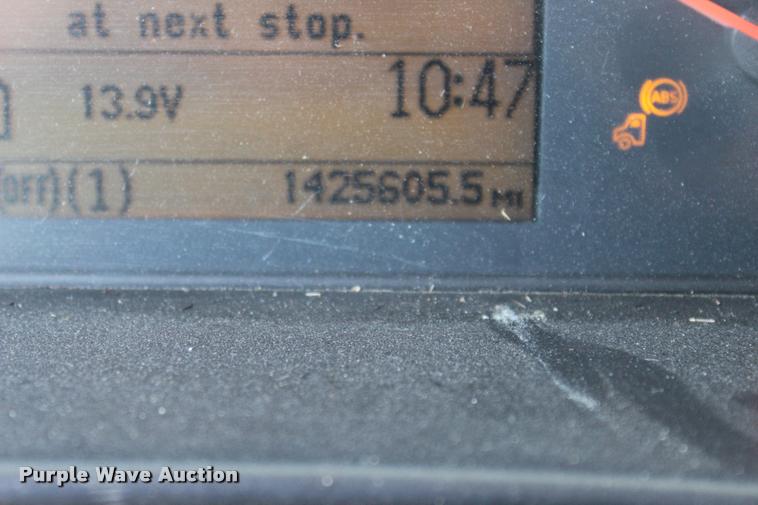 at next stop.
13.9V
10:47
(1)
1425605.5 MI
ABS
Purple Wave Auction